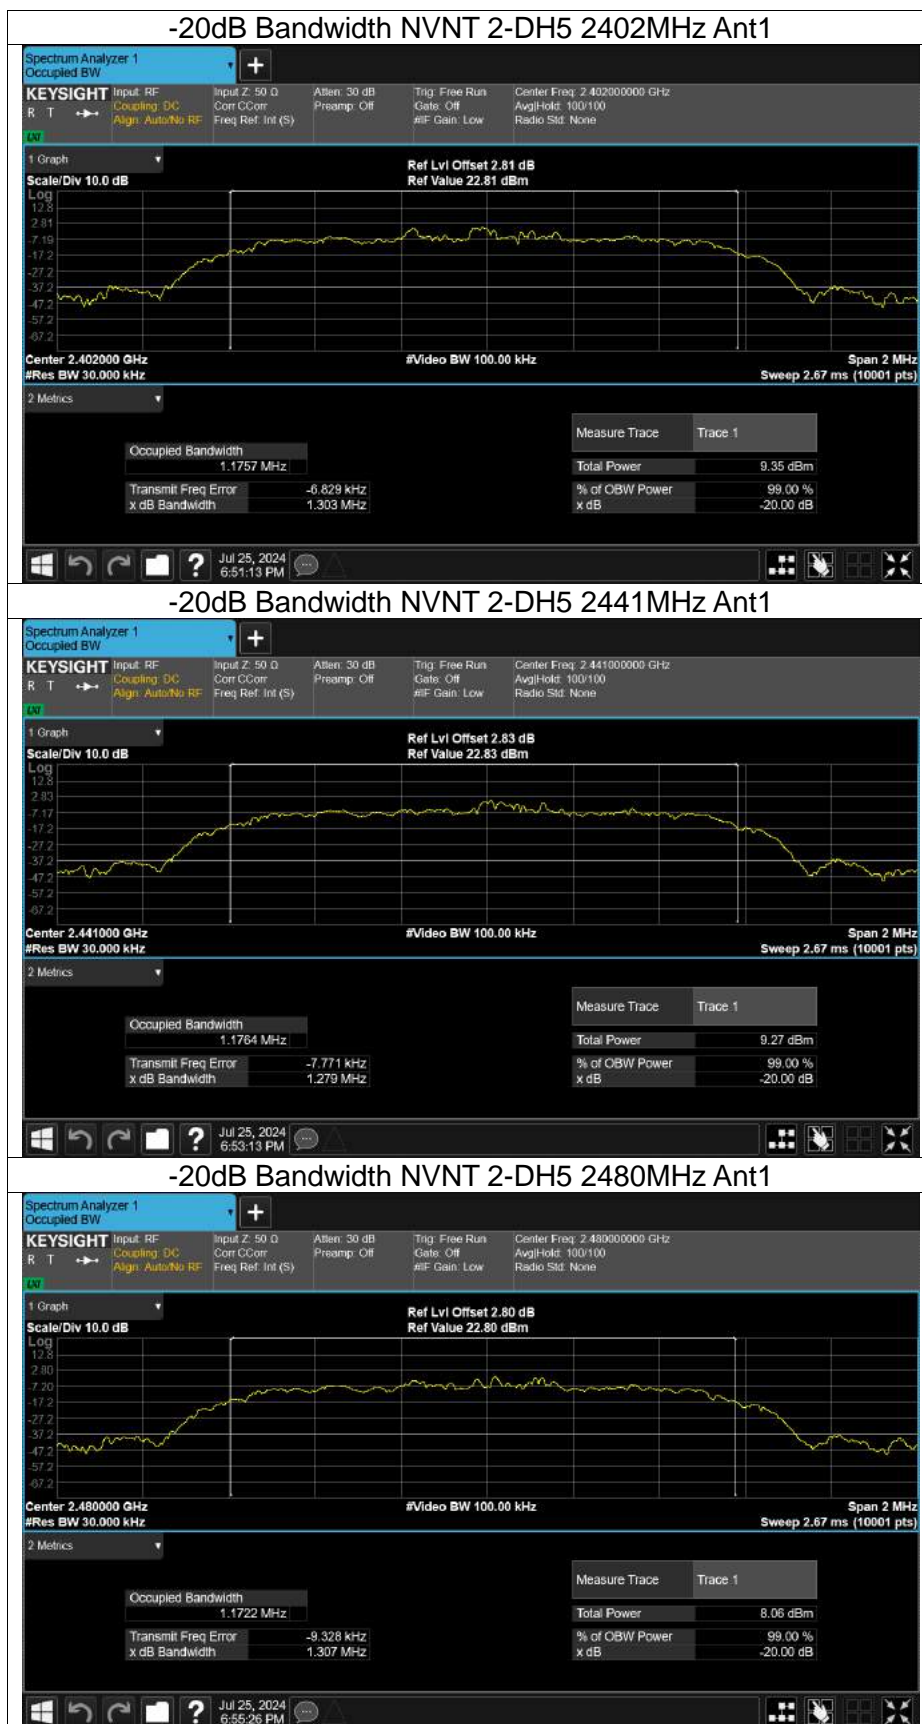 -20dB Bandwidth NVNT 2-DH5 2402MHz Ant1
Spectrum Analyzer 1
Occupied BW
KEYSIGHT Input: RF Input Z: 50 Ω Atten: 30 dB Trig: Free Run Center Freq: 2.402000000 GHz
R T Coupling: DC Corr CCorr Preamp: Off Gate: Off Avg|Hold: 100/100
Align: Auto/No RF Freq Ref: Int (S) #IF Gain: Low Radio Std: None
LXI
1 Graph
Ref Lvl Offset 2.81 dB
Scale/Div 10.0 dB Ref Value 22.81 dBm
Log
12.8
2.81
-7.19
-17.2
-27.2
-37.2
-47.2
-57.2
-67.2
Center 2.402000 GHz #Video BW 100.00 kHz Span 2 MHz
#Res BW 30.000 kHz Sweep 2.67 ms (10001 pts)
2 Metrics
Measure Trace Trace 1
Occupied Bandwidth
1.1757 MHz Total Power 9.35 dBm
Transmit Freq Error -6.829 kHz % of OBW Power 99.00 %
x dB Bandwidth 1.303 MHz x dB -20.00 dB
Jul 25, 2024
6:51:13 PM
-20dB Bandwidth NVNT 2-DH5 2441MHz Ant1
Spectrum Analyzer 1
Occupied BW
KEYSIGHT Input: RF Input Z: 50 Ω Atten: 30 dB Trig: Free Run Center Freq: 2.441000000 GHz
R T Coupling: DC Corr CCorr Preamp: Off Gate: Off Avg|Hold: 100/100
Align: Auto/No RF Freq Ref: Int (S) #IF Gain: Low Radio Std: None
LXI
1 Graph
Ref Lvl Offset 2.83 dB
Scale/Div 10.0 dB Ref Value 22.83 dBm
Log
12.8
2.83
-7.17
-17.2
-27.2
-37.2
-47.2
-57.2
-67.2
Center 2.441000 GHz #Video BW 100.00 kHz Span 2 MHz
#Res BW 30.000 kHz Sweep 2.67 ms (10001 pts)
2 Metrics
Measure Trace Trace 1
Occupied Bandwidth
1.1764 MHz Total Power 9.27 dBm
Transmit Freq Error -7.771 kHz % of OBW Power 99.00 %
x dB Bandwidth 1.279 MHz x dB -20.00 dB
Jul 25, 2024
6:53:13 PM
-20dB Bandwidth NVNT 2-DH5 2480MHz Ant1
Spectrum Analyzer 1
Occupied BW
KEYSIGHT Input: RF Input Z: 50 Ω Atten: 30 dB Trig: Free Run Center Freq: 2.480000000 GHz
R T Coupling: DC Corr CCorr Preamp: Off Gate: Off Avg|Hold: 100/100
Align: Auto/No RF Freq Ref: Int (S) #IF Gain: Low Radio Std: None
LXI
1 Graph
Ref Lvl Offset 2.80 dB
Scale/Div 10.0 dB Ref Value 22.80 dBm
Log
12.8
2.80
-7.20
-17.2
-27.2
-37.2
-47.2
-57.2
-67.2
Center 2.480000 GHz #Video BW 100.00 kHz Span 2 MHz
#Res BW 30.000 kHz Sweep 2.67 ms (10001 pts)
2 Metrics
Measure Trace Trace 1
Occupied Bandwidth
1.1722 MHz Total Power 8.06 dBm
Transmit Freq Error -9.328 kHz % of OBW Power 99.00 %
x dB Bandwidth 1.307 MHz x dB -20.00 dB
Jul 25, 2024
6:55:26 PM